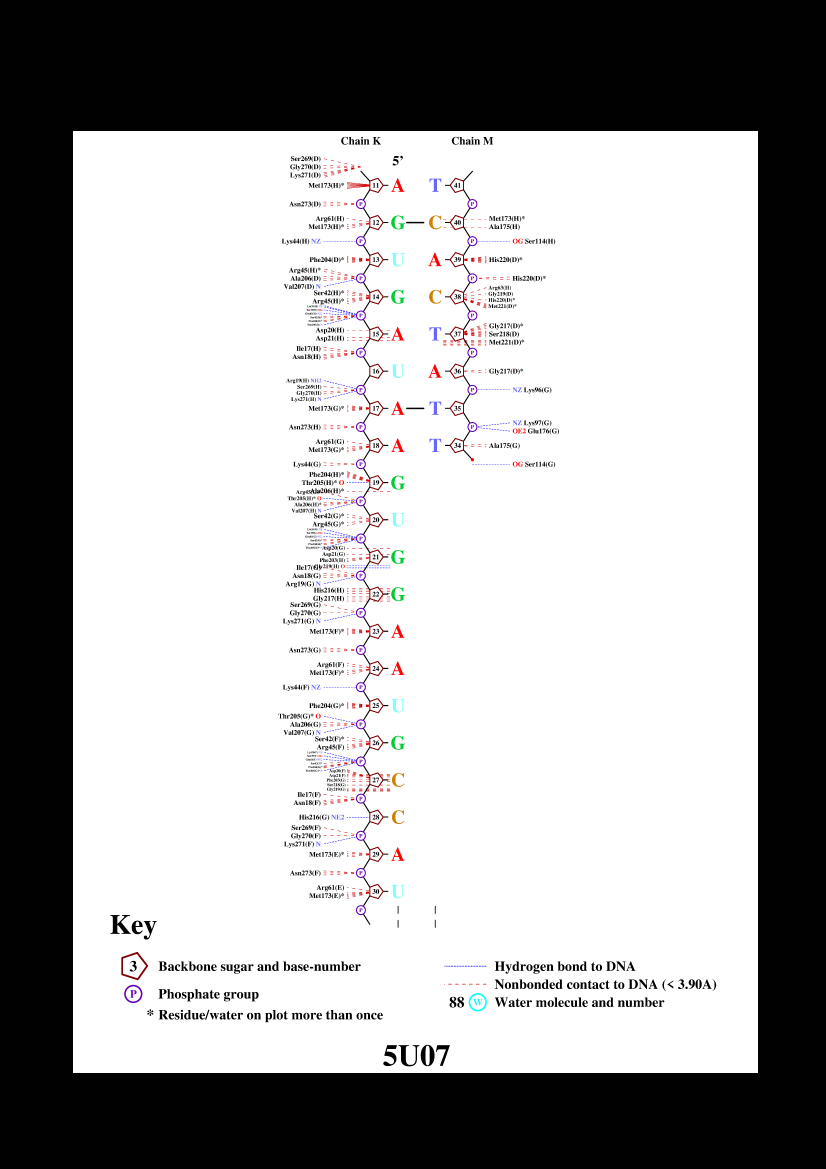 Chain K Chain M
5’
Ser269(D)
Gly270(D)
Lys271(D)
Met173(H)* 11 A T 41
Asn273(D) P P
Arg61(H)
Met173(H)* 12 G C 40 Met173(H)*
Ala175(H)
Lys44(H) NZ P P OG Ser114(H)
Phe204(D)* 13 U A 39 His220(D)*
Arg45(H)*
Ala206(D) P P His220(D)*
Val207(D) N
Ser42(H)*
Arg45(H)* 14 G C 38 Arg63(H)
Gly219(D)
His220(D)*
Met221(D)*
P P
Asp20(H)
Asp21(H) 15 A T 37 Gly217(D)*
Ser218(D)
Met221(D)*
Ile17(H)
Asn18(H) P P
16 U A 36 Gly217(D)*
Arg19(H) NH2
Ser269(H)
Gly270(H)
Lys271(H) N
P P NZ Lys96(G)
Met173(G)* 17 A T 35
Asn273(H) P P NZ Lys97(G)
OE2 Glu176(G)
Arg61(G)
Met173(G)* 18 A T 34 Ala175(G)
Lys44(G) P OG Ser114(G)
Phe204(H)*
Thr205(H)* O 19 G
Ala206(H)*
Thr205(H)* O
Ala206(H)* P
Val207(H) N
Ser42(G)*
Arg45(G)* 20 U
P
Asp20(G)
Asp21(G)
Phe203(H) 21 G
Gly219(H) O
Ile17(G)
Asn18(G) P
Arg19(G) N
His216(H)
Gly217(H) 22 G
Ser269(G)
Gly270(G) P
Lys271(G) N
Met173(F)* 23 A
Asn273(G) P
Arg61(F)
Met173(F)* 24 A
Lys44(F) NZ P
Phe204(G)* 25 U
Thr205(G)* O
Ala206(G) P
Val207(G) N
Ser42(F)*
Arg45(F) 26 G
P
Asp20(F)
Asp21(F)
Phe203(G) 27 C
Ser218(G)
Gly219(G)
Ile17(F)
Asn18(F) P
His216(G) NE2 28 C
Ser269(F)
Gly270(F) P
Lys271(F) N
Met173(E)* 29 A
Asn273(F) P
Arg61(E)
Met173(E)* 30 U
P
Key
3 Backbone sugar and base-number
P Phosphate group
* Residue/water on plot more than once
Hydrogen bond to DNA
Nonbonded contact to DNA (< 3.90A)
88 W Water molecule and number
5U07